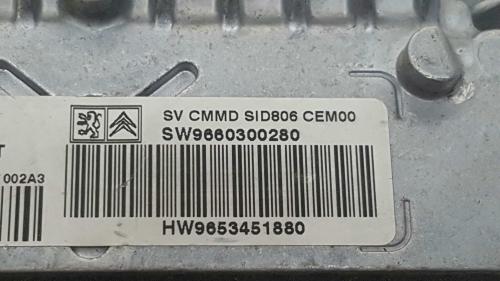 SV CMMD SID806 CEM00
SW9660300280
T
002A3
HW9653451880